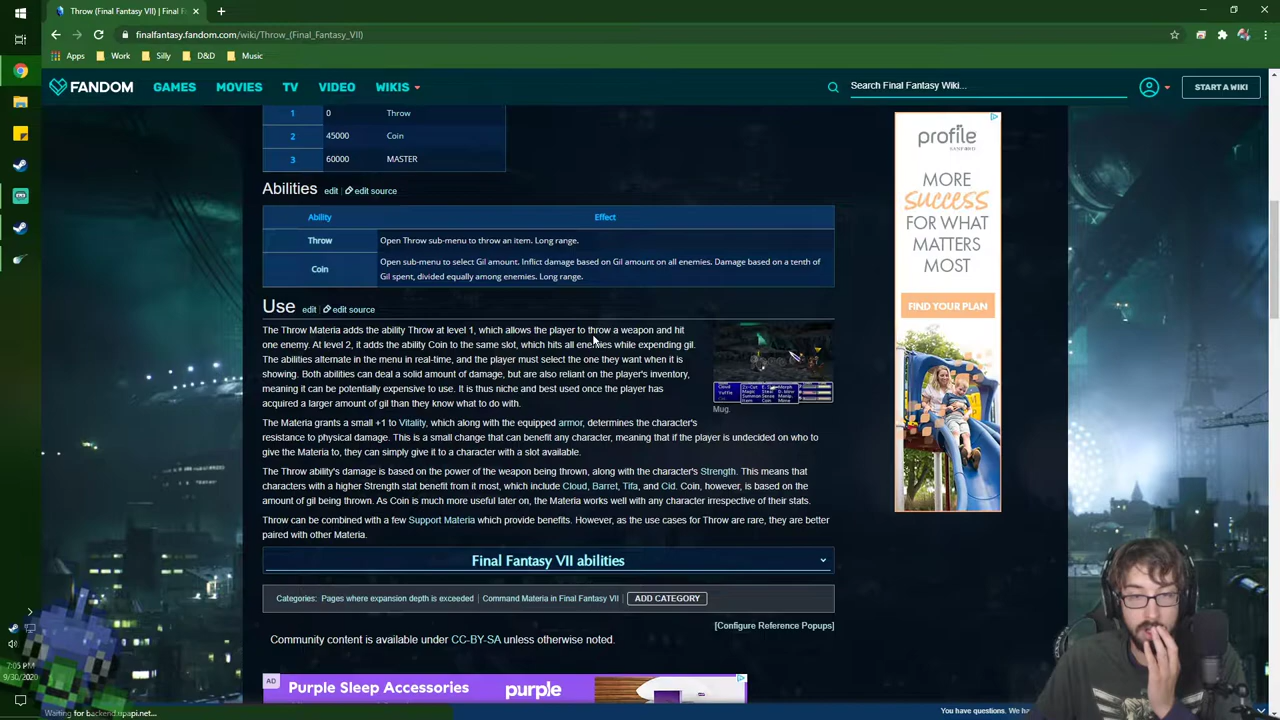 Throw (Final Fantasy VII) | Final F
finalfantasy.fandom.com/wiki/Throw_(Final_Fantasy_VII)
Apps
Work
Silly
D&D
Music
FANDOM
GAMES
MOVIES
TV
VIDEO
WIKIS
Search Final Fantasy Wiki...
START A WIKI
1 0 Throw
2 45000 Coin
3 60000 MASTER
Abilities edit edit source
Ability Effect
Throw Open Throw sub-menu to throw an item. Long range.
Coin Open sub-menu to select Gil amount. Inflict damage based on Gil amount on all enemies. Damage based on a tenth of
Gil spent, divided equally among enemies. Long range.
Use edit edit source
The Throw Materia adds the ability Throw at level 1, which allows the player to throw a weapon and hit
one enemy. At level 2, it adds the ability Coin to the same slot, which hits all enemies while expending gil.
The abilities alternate in the menu in real-time, and the player must select the one they want when it is
showing. Both abilities can deal a solid amount of damage, but are also reliant on the player's inventory,
meaning it can be potentially expensive to use. It is thus niche and best used once the player has
acquired a larger amount of gil than they know what to do with.
Mug.
The Materia grants a small +1 to Vitality, which along with the equipped armor, determines the character's
resistance to physical damage. This is a small change that can benefit any character, meaning that if the player is undecided on who to
give the Materia to, they can simply give it to a character with a slot available.
The Throw ability's damage is based on the power of the weapon being thrown, along with the character's Strength. This means that
characters with a higher Strength stat benefit from it most, which include Cloud, Barret, Tifa, and Cid. Coin, however, is based on the
amount of gil being thrown. As Coin is much more useful later on, the Materia works well with any character irrespective of their stats.
Throw can be combined with a few Support Materia which provide benefits. However, as the use cases for Throw are rare, they are better
paired with other Materia.
Final Fantasy VII abilities
Categories: Pages where expansion depth is exceeded Command Materia in Final Fantasy VII ADD CATEGORY
[Configure Reference Popups]
Community content is available under CC-BY-SA unless otherwise noted.
AD
Purple Sleep Accessories
purple
profile
SANFORD
MORE
success
FOR WHAT
MATTERS
MOST
FIND YOUR PLAN
7:05 PM
9/30/2020
You have questions. We ha